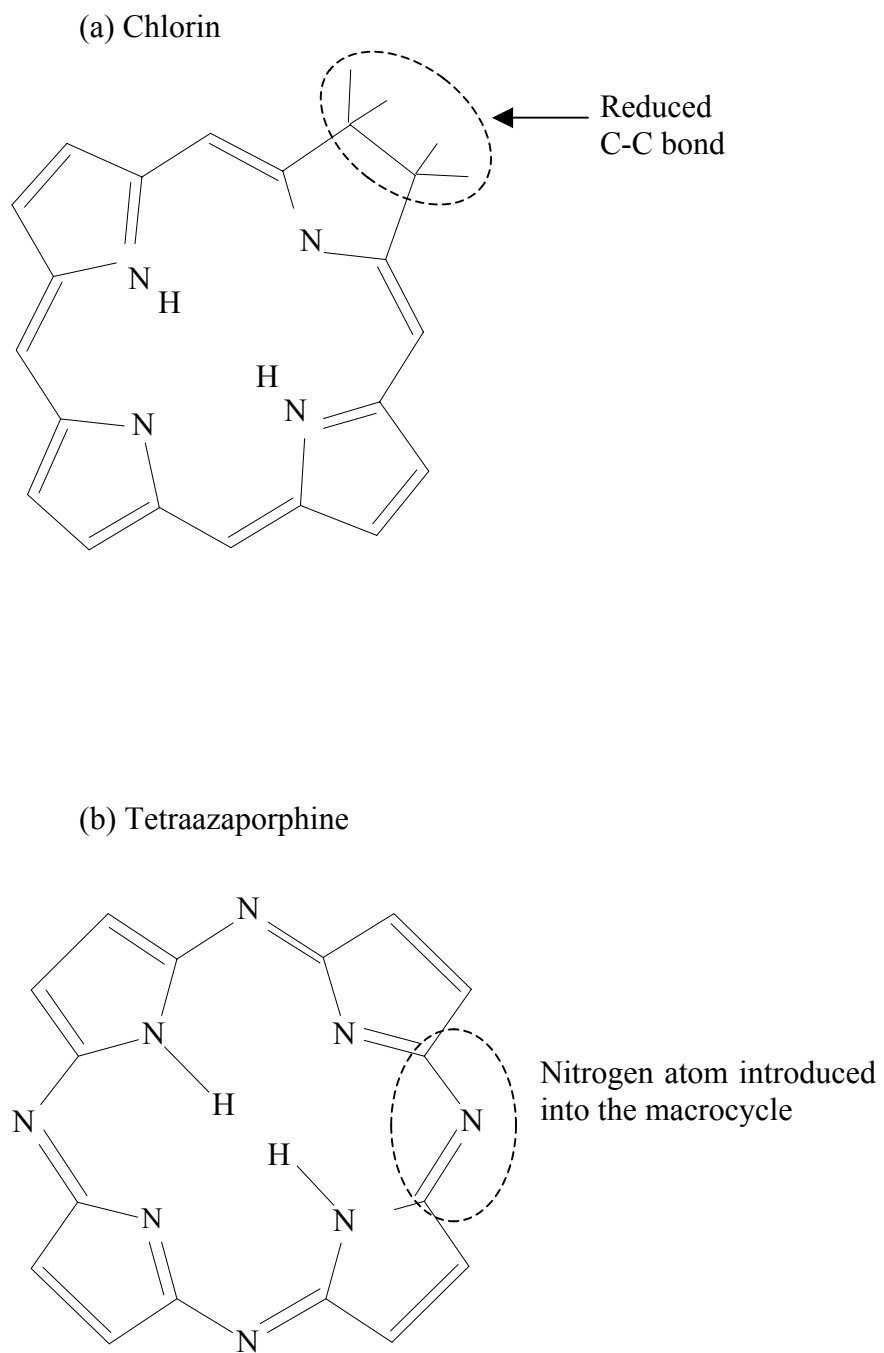 (a) Chlorin
Reduced
C-C bond
N
N
H
H
N
N
(b) Tetraazaporphine
N
N
N
H
N
N
Nitrogen atom introduced
into the macrocycle
H
N
N
N